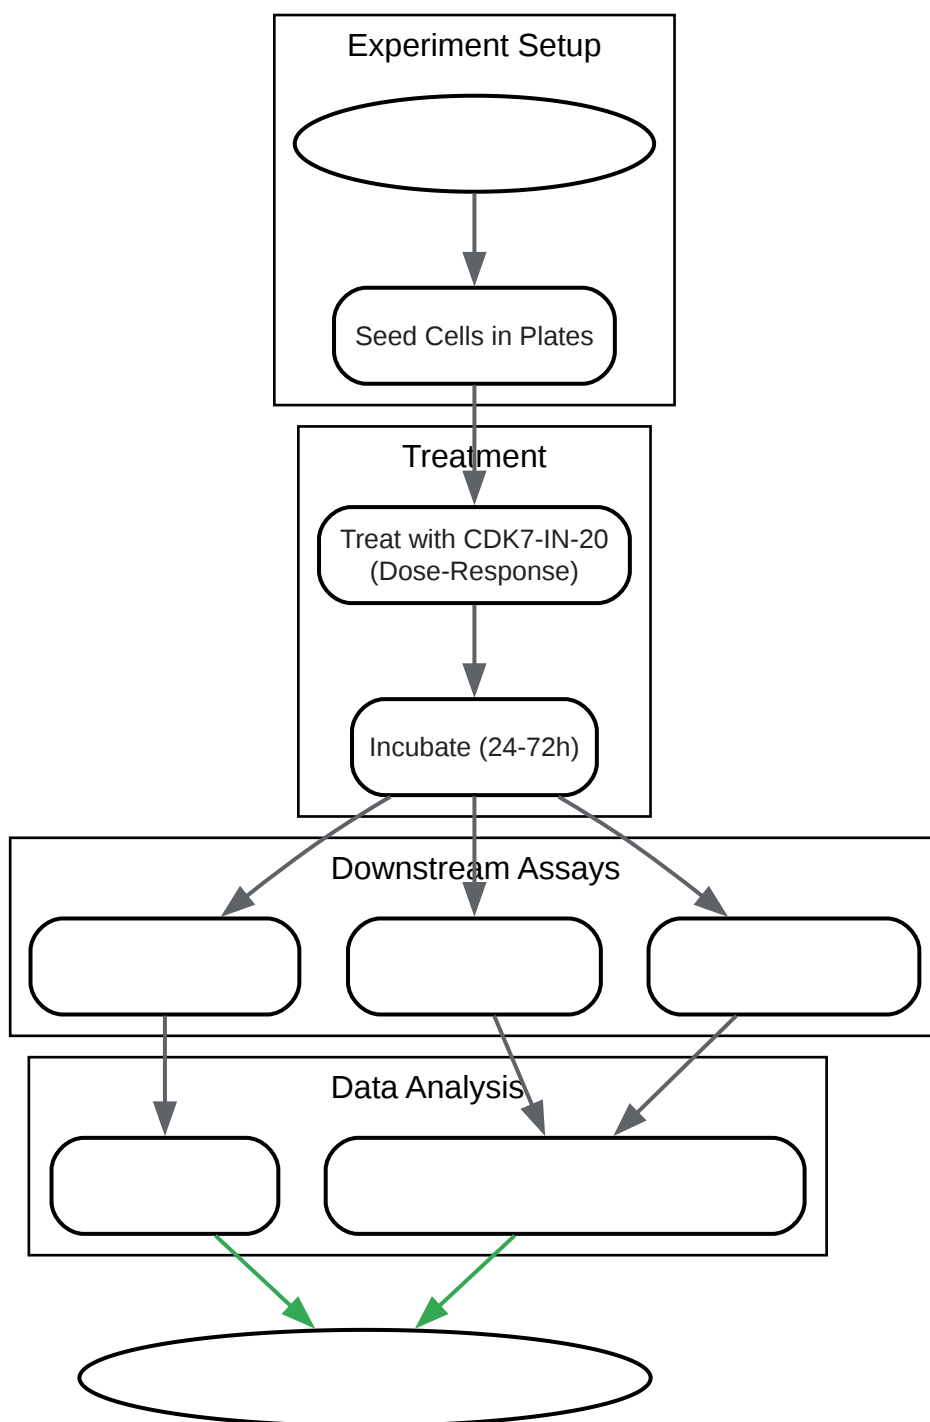 Experiment Setup
Seed Cells in Plates
Treatment
Treat with CDK7-IN-20
(Dose-Response)
Incubate (24-72h)
Downstream Assays
Data Analysis